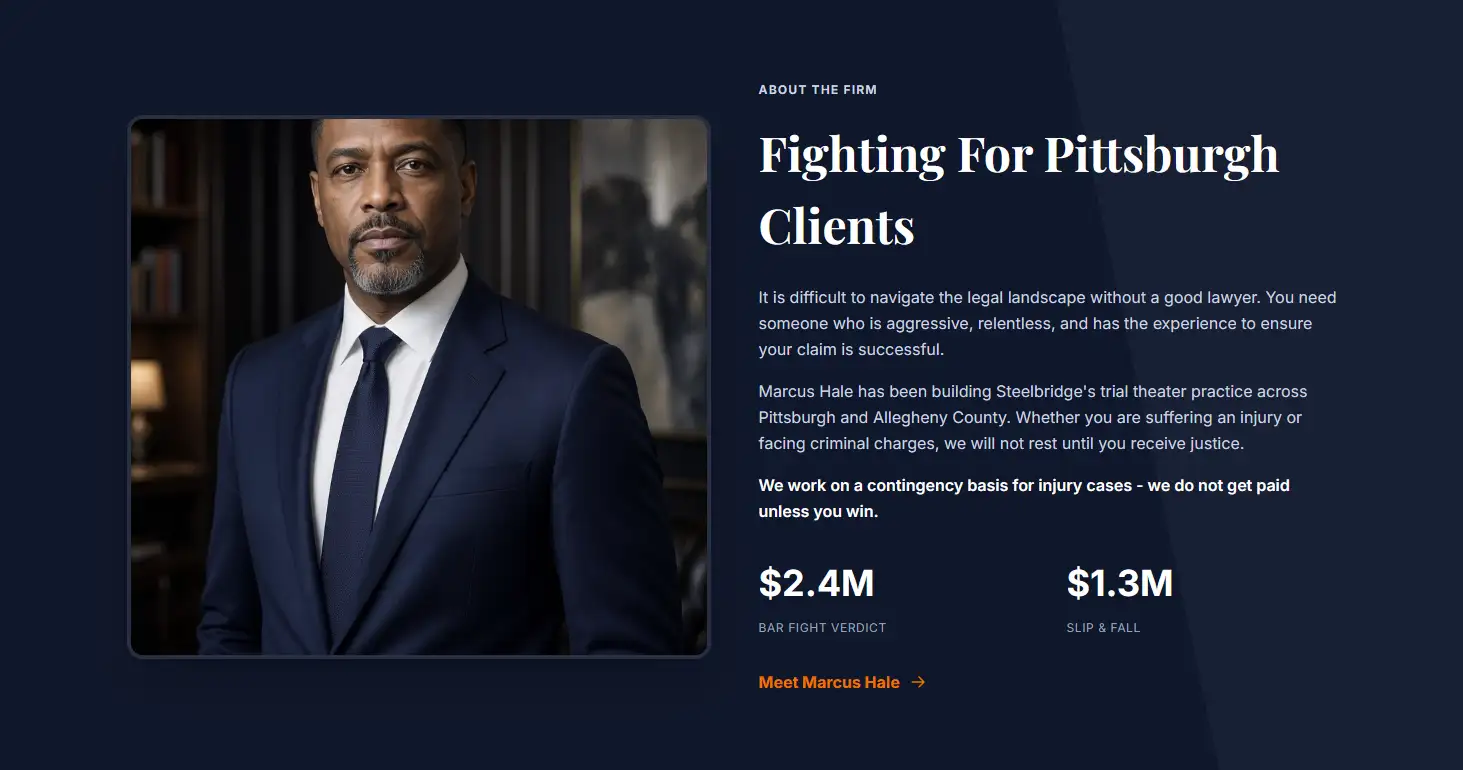 ABOUT THE FIRM
Fighting For Pittsburgh
Clients
It is difficult to navigate the legal landscape without a good lawyer. You need
someone who is aggressive, relentless, and has the experience to ensure
your claim is successful.
Marcus Hale has been building Steelbridge's trial theater practice across
Pittsburgh and Allegheny County. Whether you are suffering an injury or
facing criminal charges, we will not rest until you receive justice.
We work on a contingency basis for injury cases - we do not get paid
unless you win.
$2.4M
BAR FIGHT VERDICT
$1.3M
SLIP & FALL
Meet Marcus Hale →